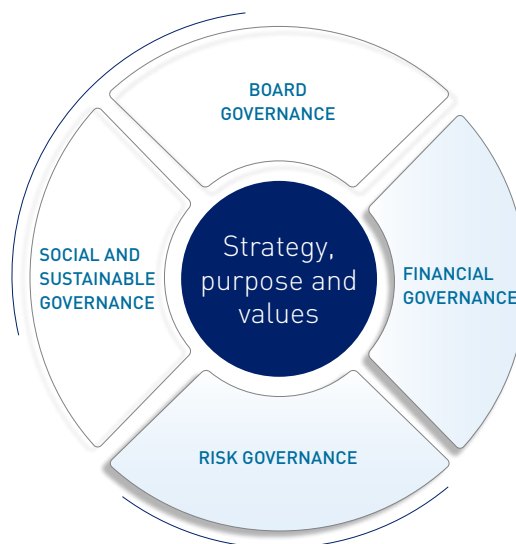 BOARD
GOVERNANCE
Strategy,
purpose and
values
SOCIAL AND
SUSTAINABLE
GOVERNANCE
FINANCIAL
GOVERNANCE
RISK GOVERNANCE